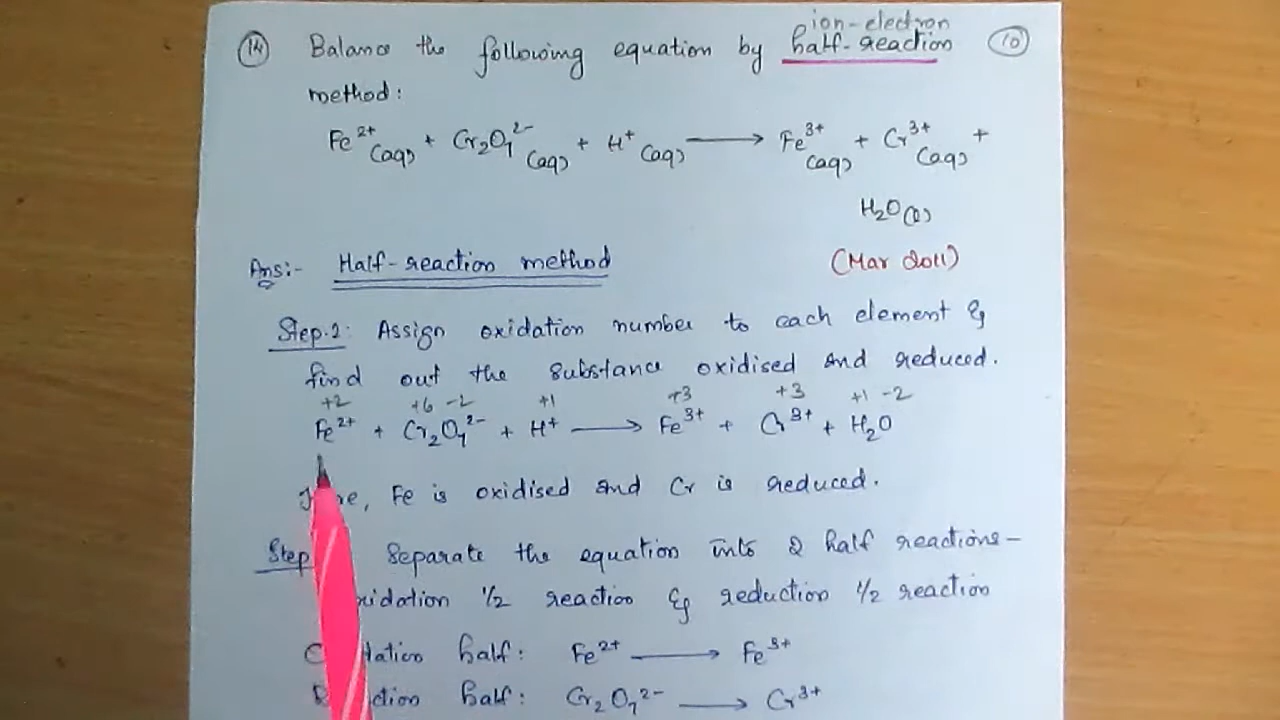 ion-electron
(14) Balance the following equation by half-reaction (10)
method:
Fe²⁺(aq) + Cr₂O₇²⁻(aq) + H⁺(aq) ⟶ Fe³⁺(aq) + Cr³⁺(aq) +
H₂O(l)
Ans:- Half-reaction method (Mar 2011)
Step.1: Assign oxidation number to each element &
find out the substance oxidised and reduced.
+2 +6 -2 +1 +3 +3 +1 -2
Fe²⁺ + Cr₂O₇²⁻ + H⁺ ⟶ Fe³⁺ + Cr³⁺ + H₂O
Fe is oxidised and Cr is reduced.
Step Separate the equation into 2 half reactions-
1/2 reaction & reduction 1/2 reaction
half: Fe²⁺ ⟶ Fe³⁺
half: Cr₂O₇²⁻ ⟶ Cr³⁺